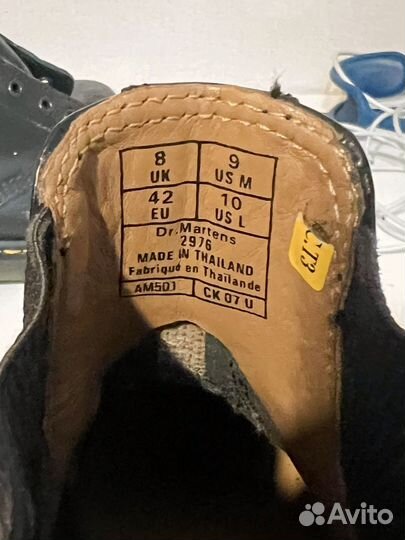 8 9
UK US M
42 10
EU US L
Dr.Martens
2976
MADE IN THAILAND
Fabriqué en Thaïlande
AM501 CK 07 U
T3
Avito